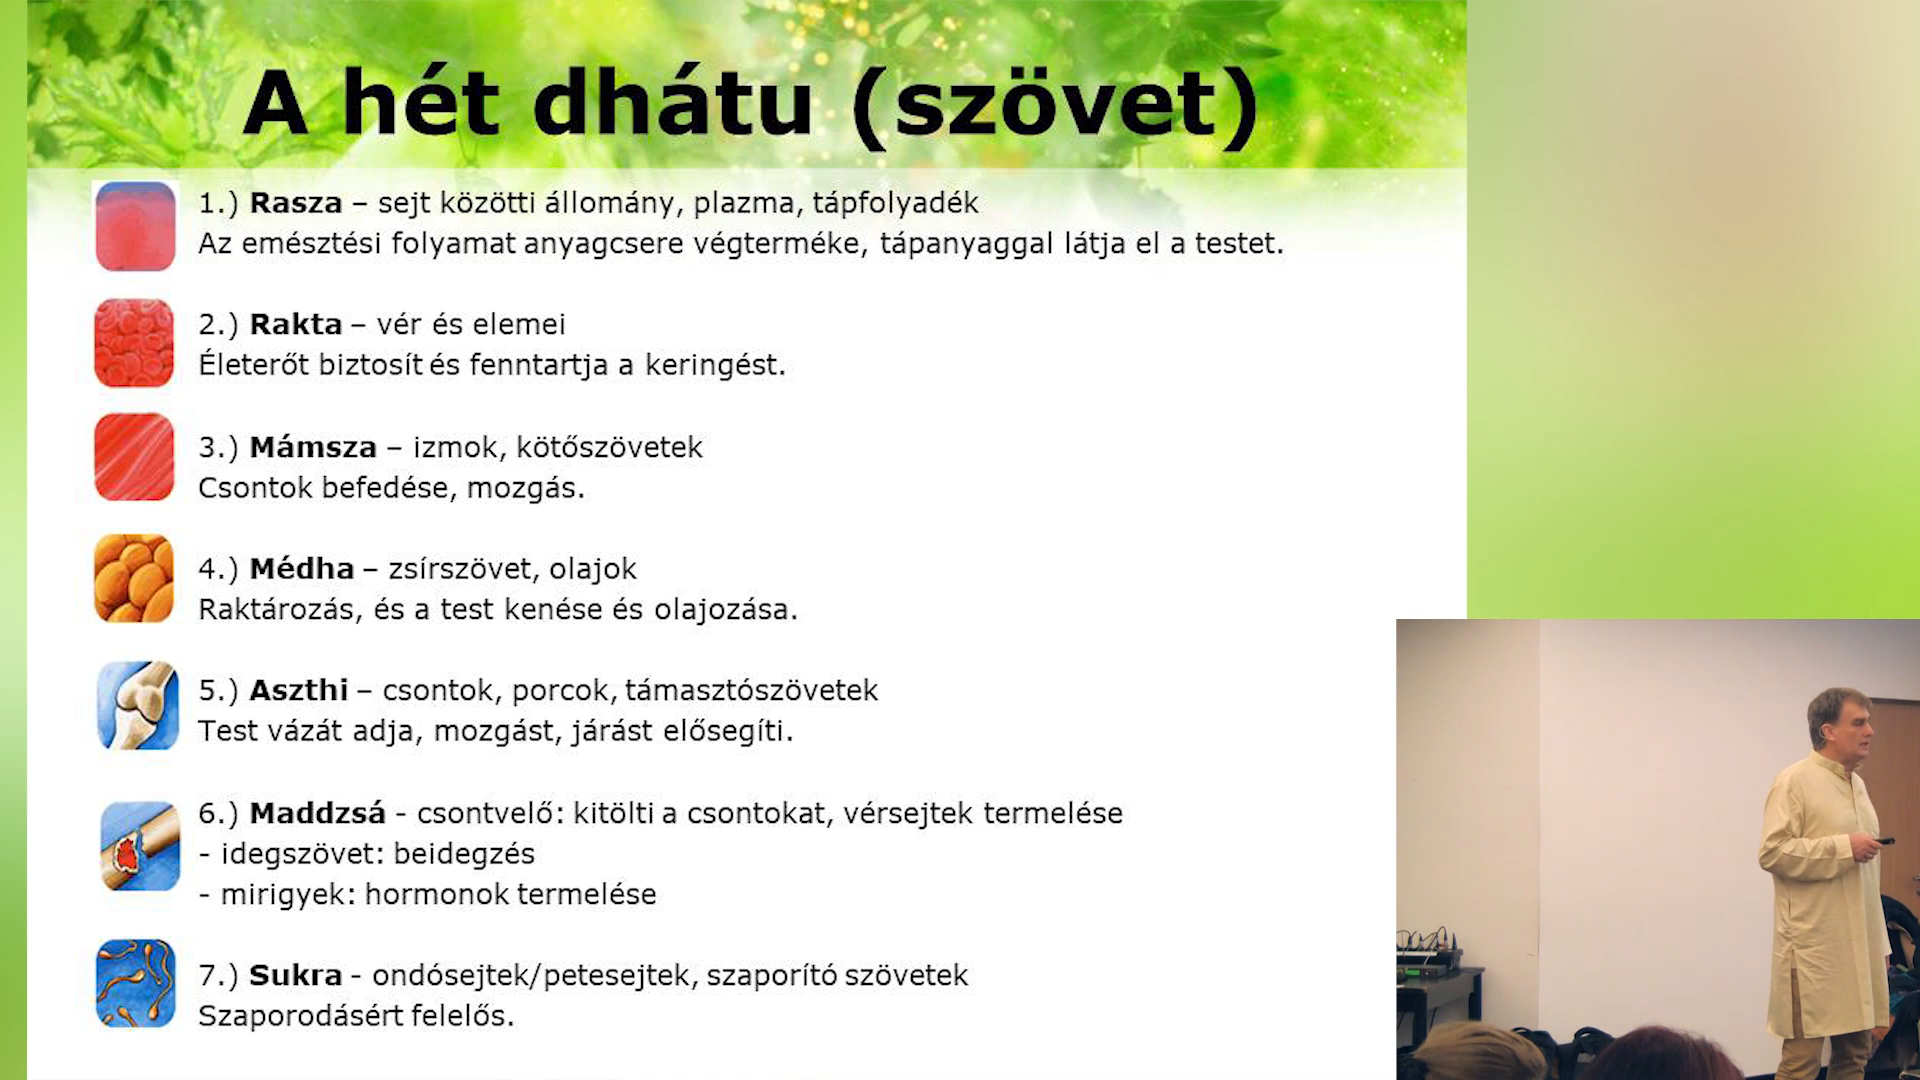 A hét dhátu (szövet)
1.) Rasza – sejt közötti állomány, plazma, tápfolyadék
Az emésztési folyamat anyagcsere végterméke, tápanyaggal látja el a testet.
2.) Rakta – vér és elemei
Életerőt biztosít és fenntartja a keringést.
3.) Mámsza – izmok, kötőszövetek
Csontok befedése, mozgás.
4.) Médha – zsírszövet, olajok
Raktározás, és a test kenése és olajozása.
5.) Aszthi – csontok, porcok, támasztószövetek
Test vázát adja, mozgást, járást elősegíti.
6.) Maddzsá - csontvelő: kitölti a csontokat, vérsejtek termelése
- idegszövet: beidegzés
- mirigyek: hormonok termelése
7.) Sukra - ondósejtek/petesejtek, szaporító szövetek
Szaporodásért felelős.